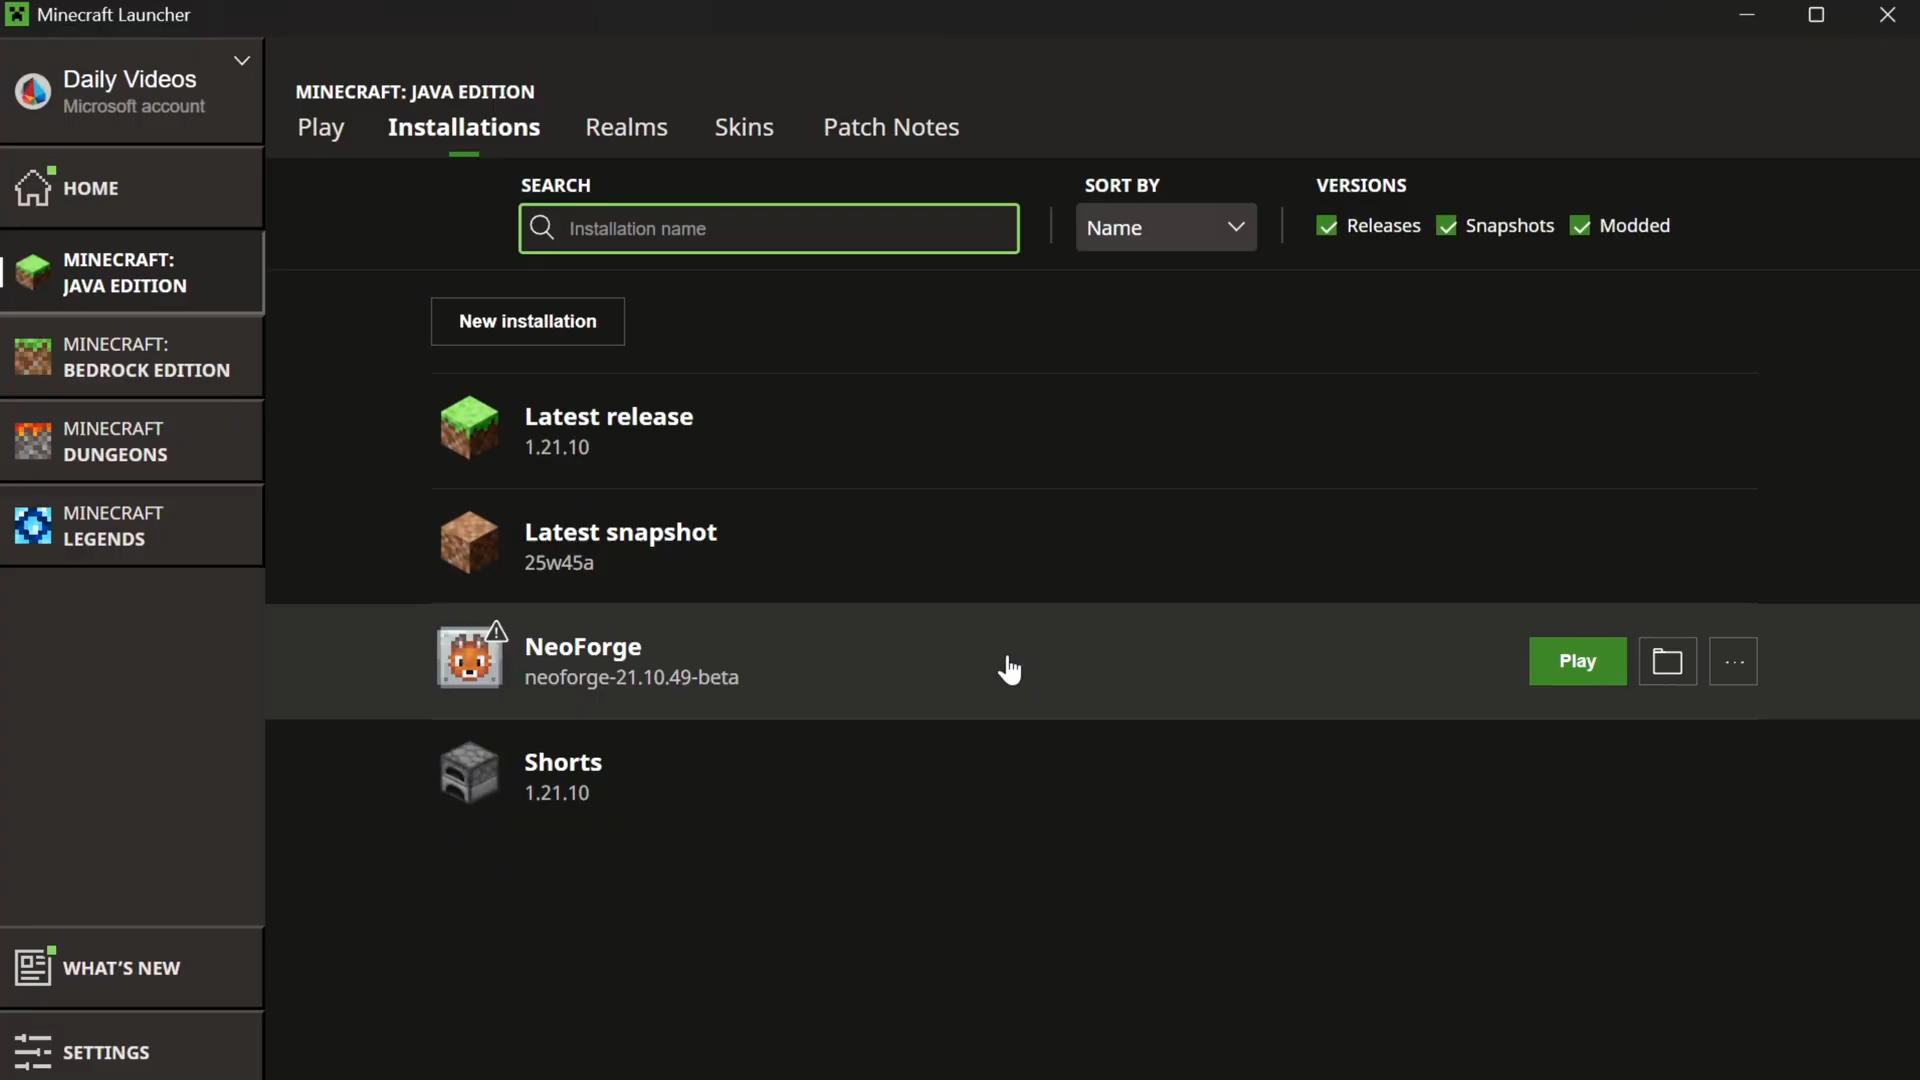 Minecraft Launcher
Daily Videos
Microsoft account
HOME
MINECRAFT:
JAVA EDITION
MINECRAFT:
BEDROCK EDITION
MINECRAFT
DUNGEONS
MINECRAFT
LEGENDS
WHAT'S NEW
SETTINGS
MINECRAFT: JAVA EDITION
Play Installations Realms Skins Patch Notes
SEARCH SORT BY VERSIONS
Installation name Name Releases Snapshots Modded
New installation
Latest release
1.21.10
Latest snapshot
25w45a
NeoForge
neoforge-21.10.49-beta
Play
Shorts
1.21.10